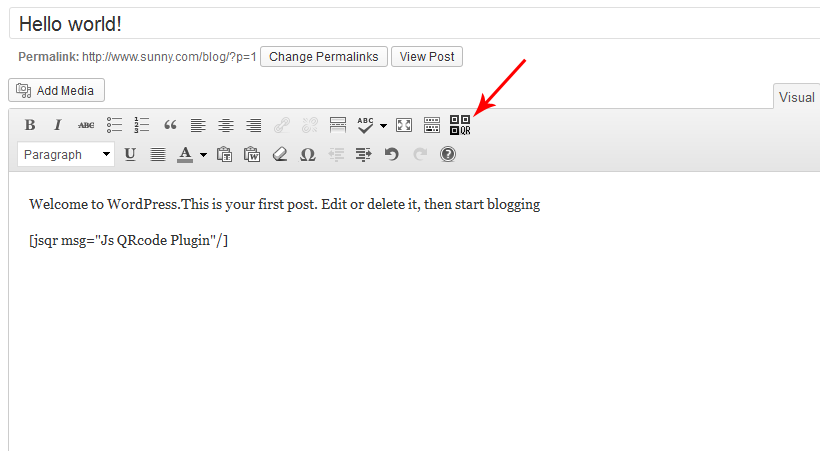 Hello world!
Permalink: http://www.sunny.com/blog/?p=1 Change Permalinks View Post
Add Media
Visual
B I ABC ABC QR
Paragraph U A
Welcome to WordPress.This is your first post. Edit or delete it, then start blogging
[jsqr msg="Js QRcode Plugin"/]